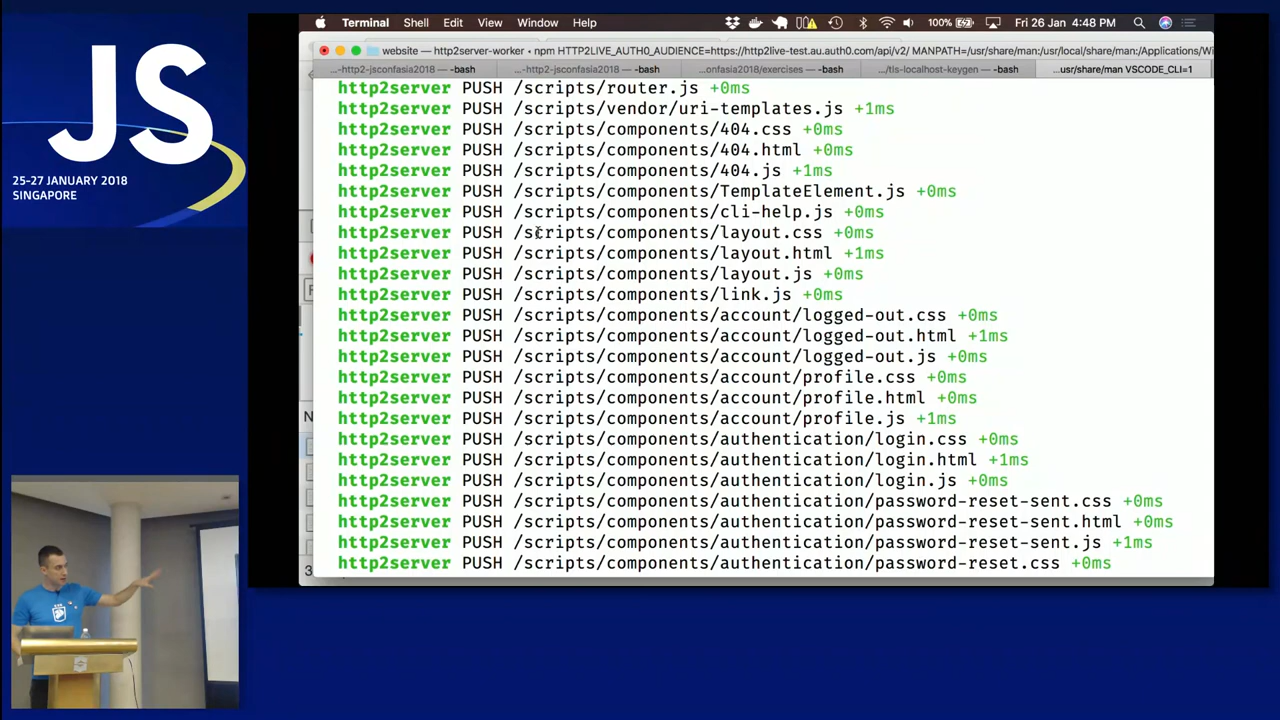 JS
25-27 JANUARY 2018
SINGAPORE
Terminal Shell Edit View Window Help 100% Fri 26 Jan 4:48 PM
website — http2server-worker • npm HTTP2LIVE_AUTH0_AUDIENCE=https://http2live-test.au.auth0.com/api/v2/ MANPATH=/usr/share/man:/usr/local/share/man:/Applications/Wi
...-http2-jsconfasia2018 — -bash ...-http2-jsconfasia2018 — -bash ...onfasia2018/exercises — -bash .../tls-localhost-keygen — -bash ...usr/share/man VSCODE_CLI=1
http2server PUSH /scripts/router.js +0ms
http2server PUSH /scripts/vendor/uri-templates.js +1ms
http2server PUSH /scripts/components/404.css +0ms
http2server PUSH /scripts/components/404.html +0ms
http2server PUSH /scripts/components/404.js +1ms
http2server PUSH /scripts/components/TemplateElement.js +0ms
http2server PUSH /scripts/components/cli-help.js +0ms
http2server PUSH /scripts/components/layout.css +0ms
http2server PUSH /scripts/components/layout.html +1ms
http2server PUSH /scripts/components/layout.js +0ms
http2server PUSH /scripts/components/link.js +0ms
http2server PUSH /scripts/components/account/logged-out.css +0ms
http2server PUSH /scripts/components/account/logged-out.html +1ms
http2server PUSH /scripts/components/account/logged-out.js +0ms
http2server PUSH /scripts/components/account/profile.css +0ms
http2server PUSH /scripts/components/account/profile.html +0ms
http2server PUSH /scripts/components/account/profile.js +1ms
http2server PUSH /scripts/components/authentication/login.css +0ms
http2server PUSH /scripts/components/authentication/login.html +1ms
http2server PUSH /scripts/components/authentication/login.js +0ms
http2server PUSH /scripts/components/authentication/password-reset-sent.css +0ms
http2server PUSH /scripts/components/authentication/password-reset-sent.html +0ms
http2server PUSH /scripts/components/authentication/password-reset-sent.js +1ms
http2server PUSH /scripts/components/authentication/password-reset.css +0ms